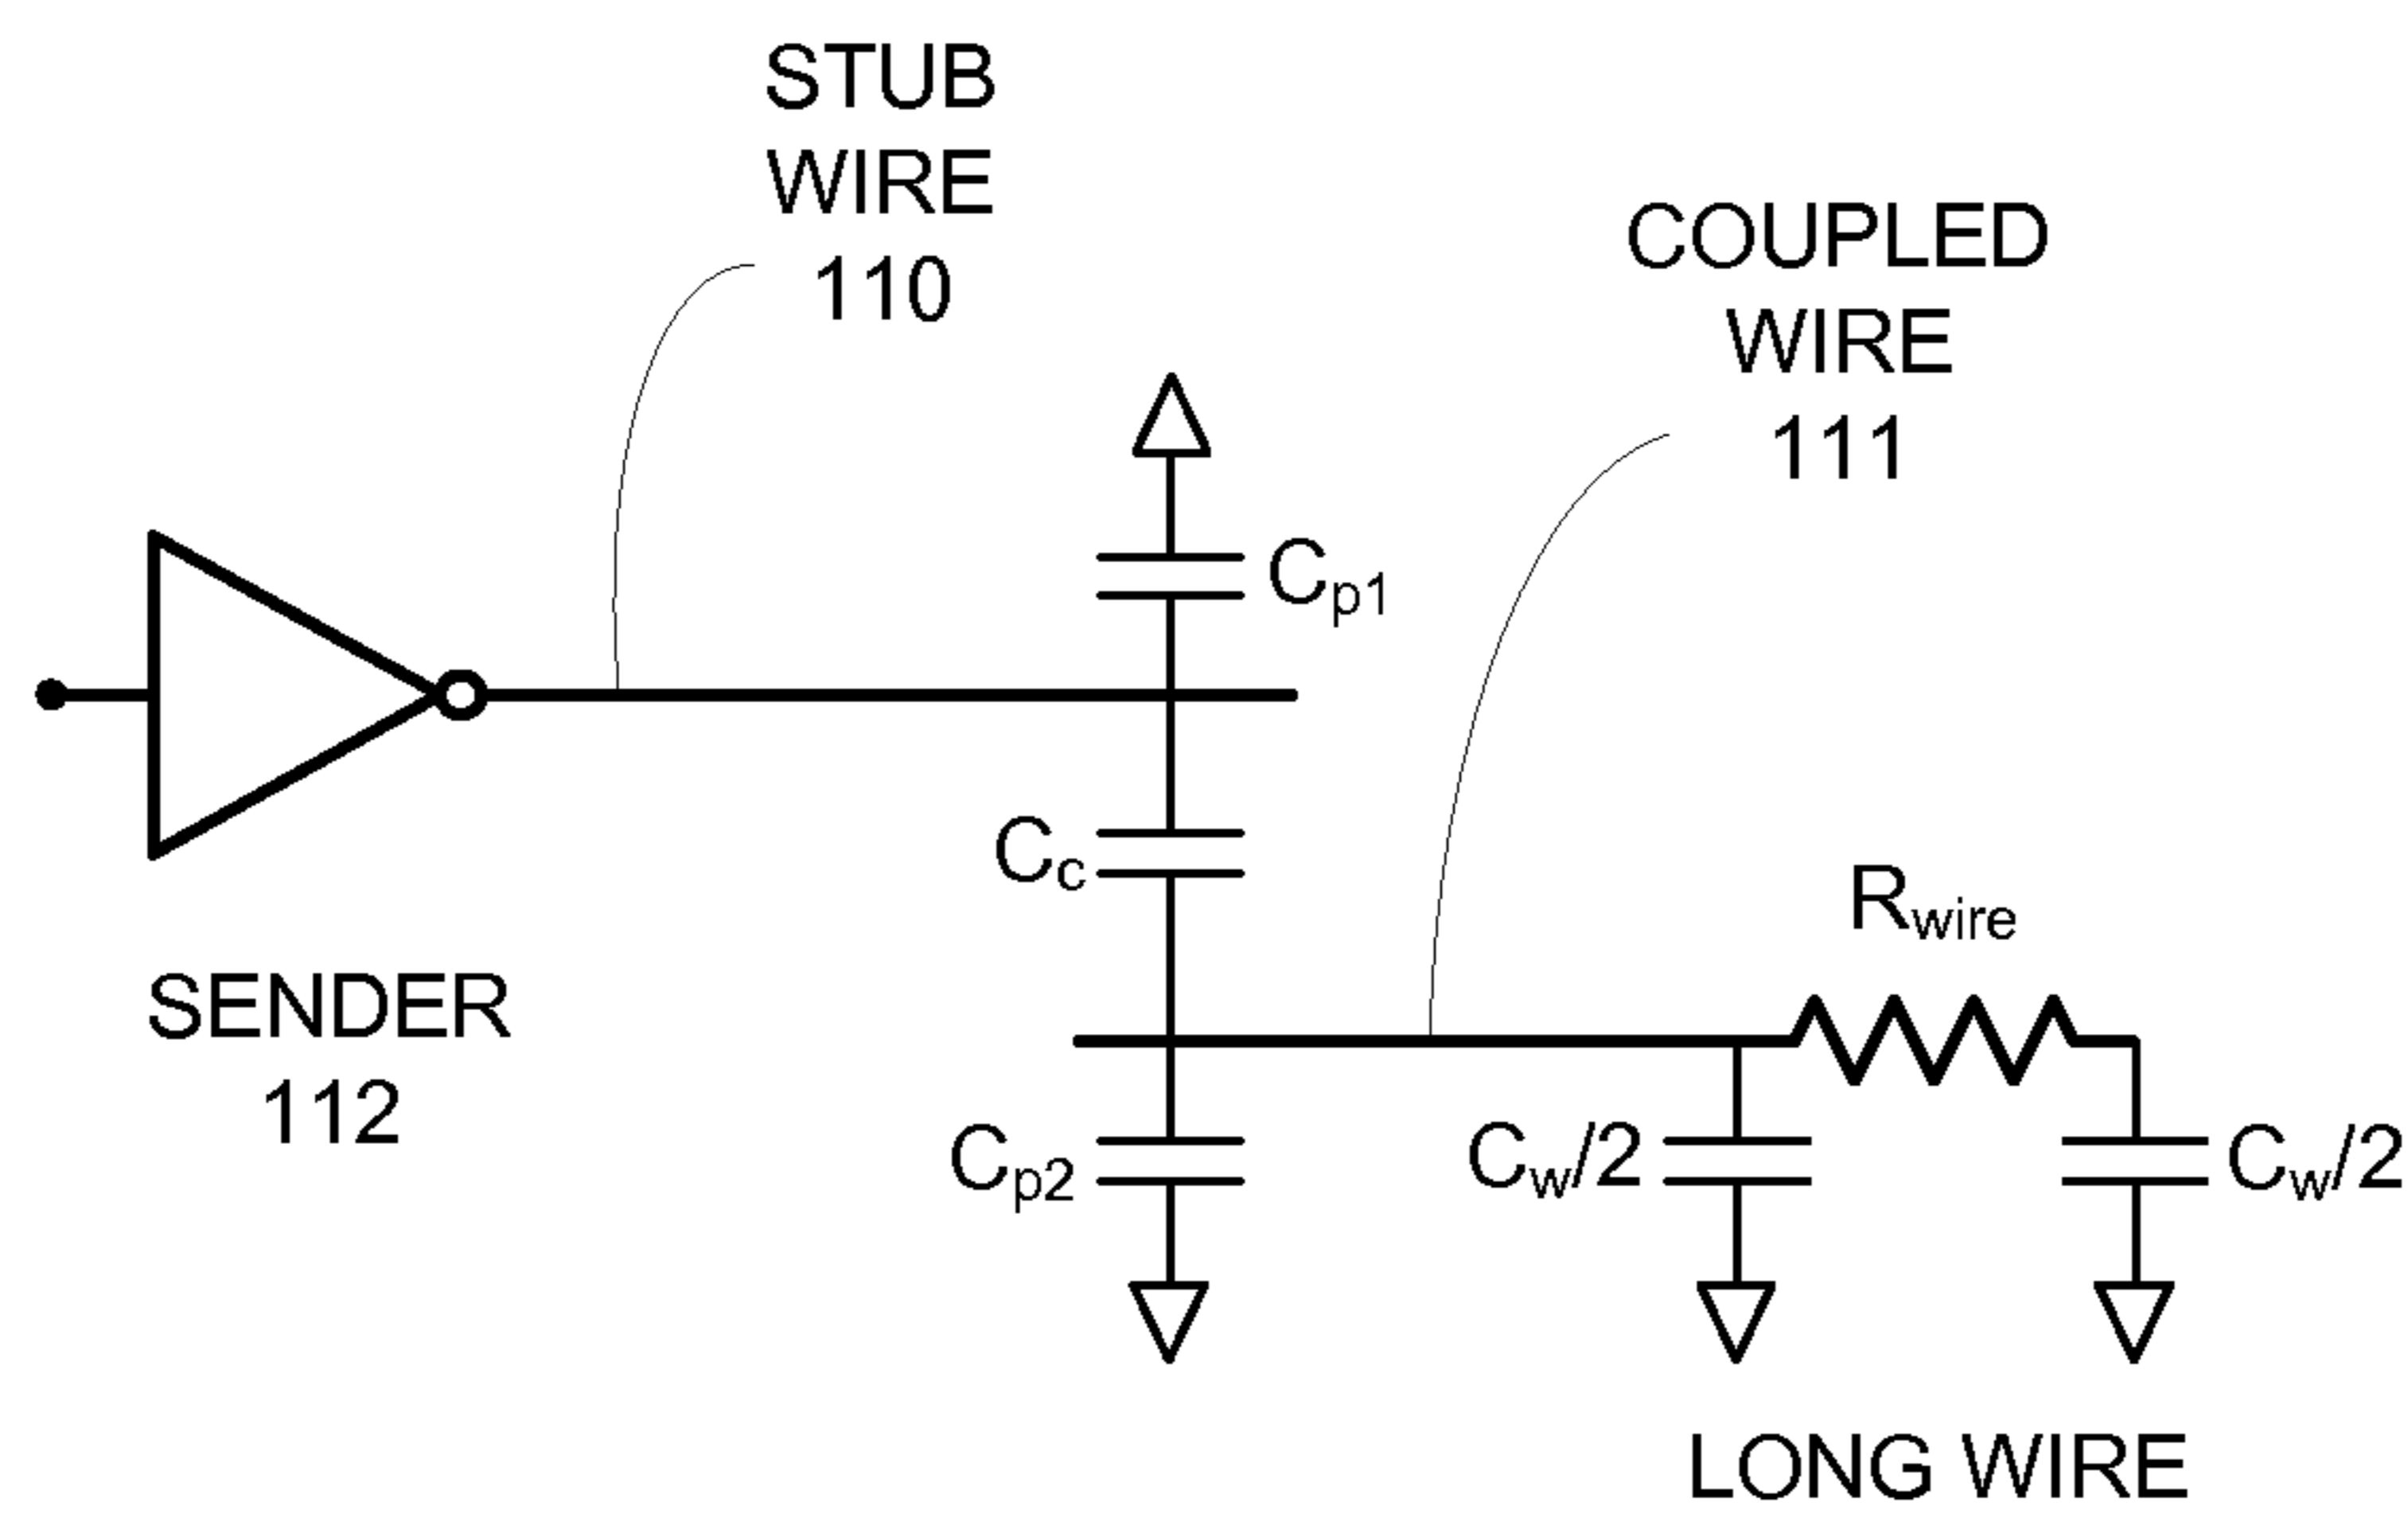 STUB
WIRE
110
COUPLED
WIRE
111
Cp1
Cc
Rwire
SENDER
112
Cp2
Cw/2
Cw/2
LONG WIRE